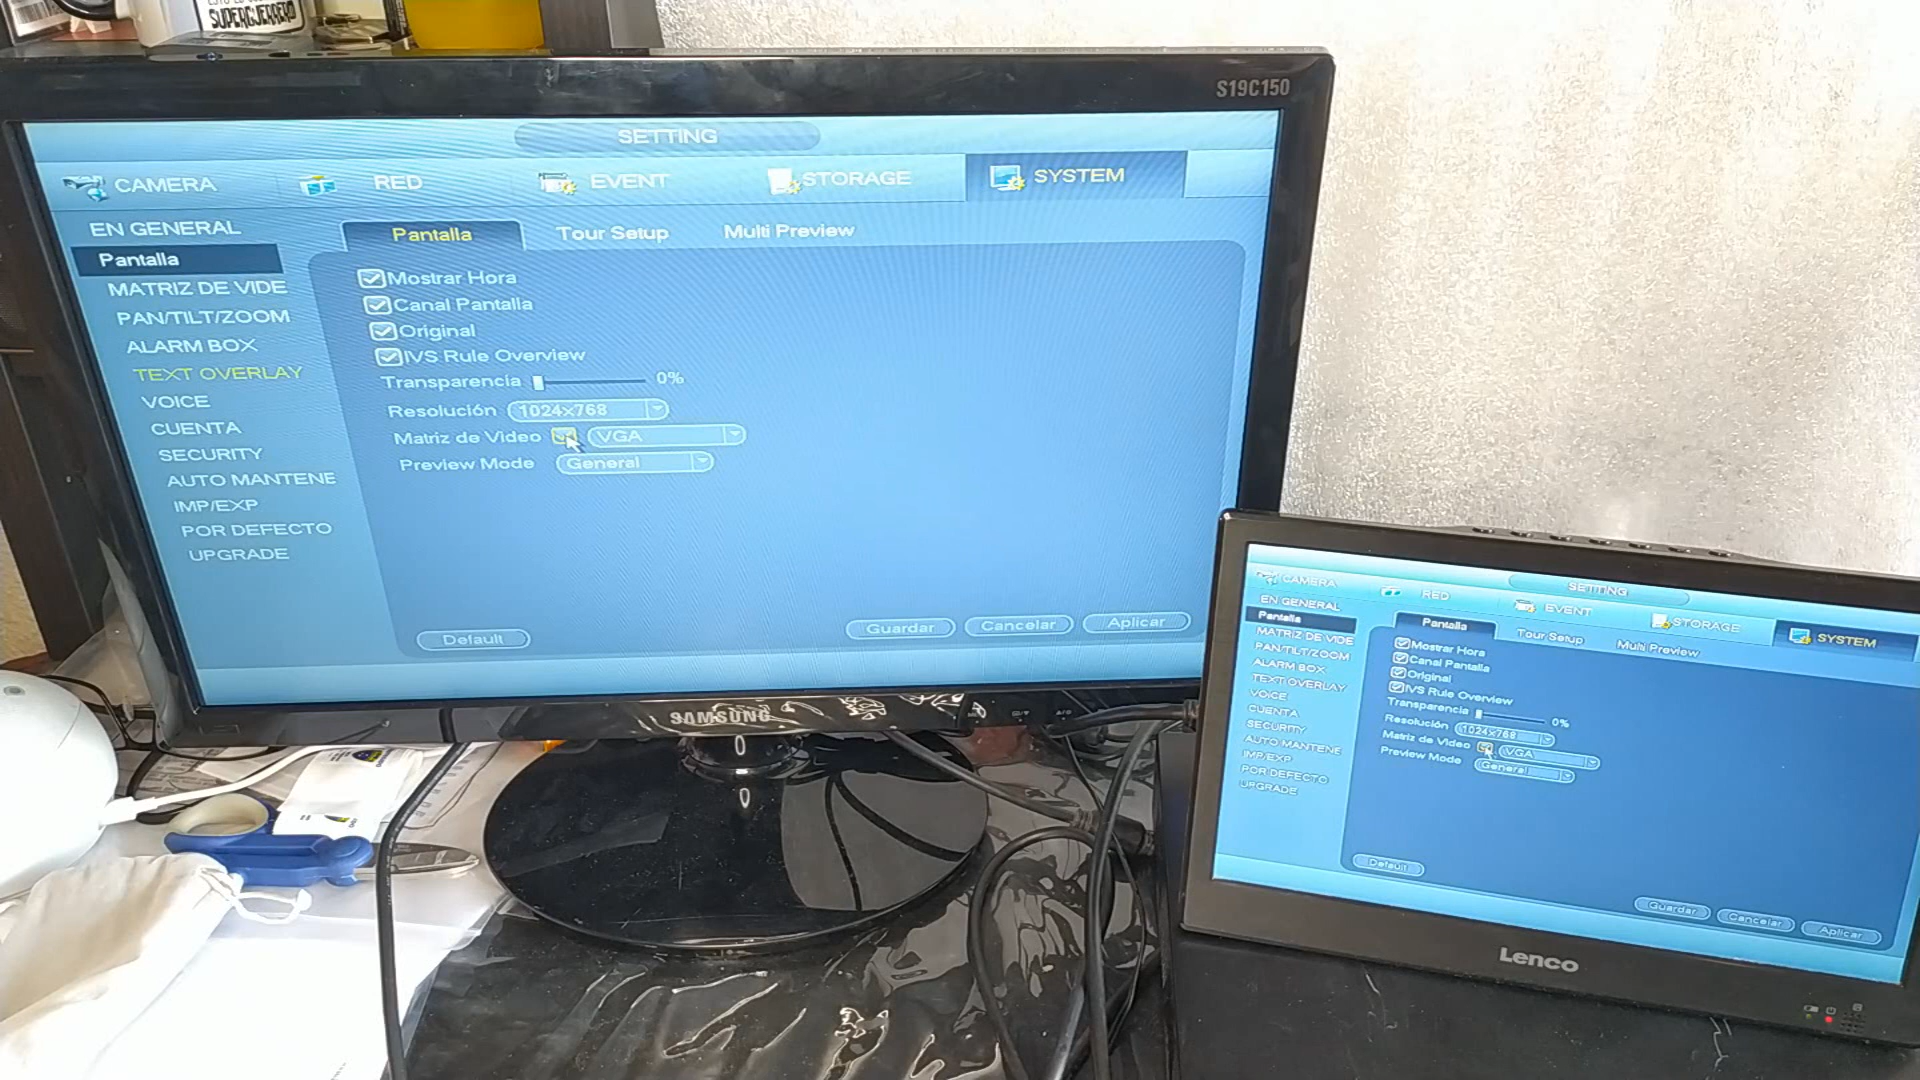 SUPERGUERRERO
S19C150
SETTING
CAMERA
RED
EVENT
STORAGE
SYSTEM
EN GENERAL
Pantalla
MATRIZ DE VIDE
PAN/TILT/ZOOM
ALARM BOX
TEXT OVERLAY
VOICE
CUENTA
SECURITY
AUTO MANTENE
IMP/EXP
POR DEFECTO
UPGRADE
Pantalla
Tour Setup
Multi Preview
Mostrar Hora
Canal Pantalla
Original
IVS Rule Overview
Transparencia 0%
Resolución 1024x768
Matriz de Video VGA
Preview Mode General
Default
Guardar
Cancelar
Aplicar
SAMSUNG
SETTING
CAMERA
RED
EVENT
STORAGE
SYSTEM
EN GENERAL
Pantalla
MATRIZ DE VIDE
PAN/TILT/ZOOM
ALARM BOX
TEXT OVERLAY
VOICE
CUENTA
SECURITY
AUTO MANTENE
IMP/EXP
POR DEFECTO
UPGRADE
Pantalla
Tour Setup
Multi Preview
Mostrar Hora
Canal Pantalla
Original
IVS Rule Overview
Transparencia 0%
Resolución 1024x768
Matriz de Video VGA
Preview Mode General
Default
Guardar
Cancelar
Aplicar
Lenco